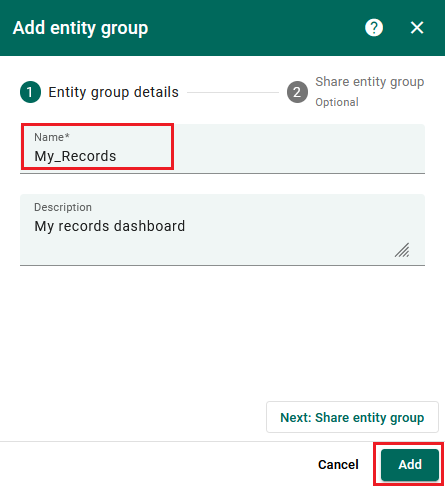 Add entity group
?
1 Entity group details
2 Share entity group
Optional
Name*
My_Records
Description
My records dashboard
Next: Share entity group
Cancel
Add